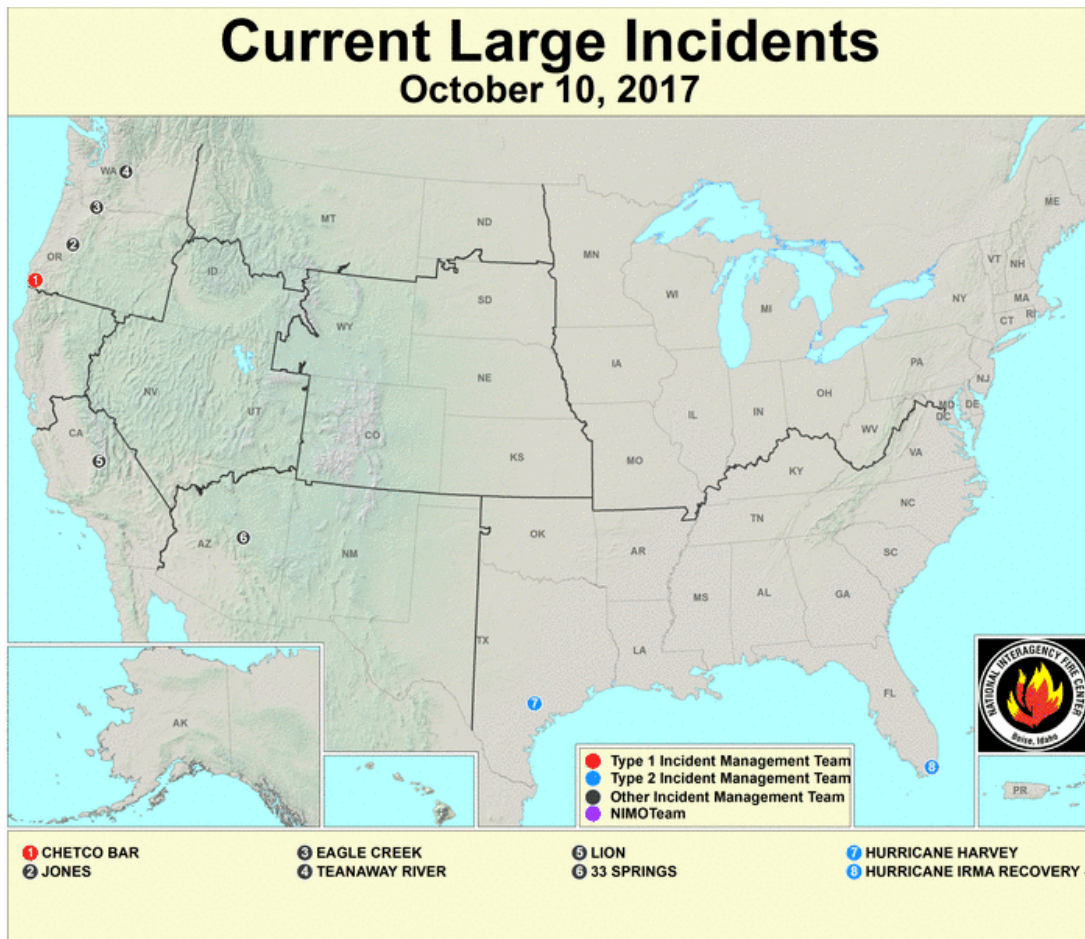 Current Large Incidents
October 10, 2017
WA 4
3
2
OR
1
ID
MT
ND
MN
SD
WY
NV
UT
CO
NE
KS
IA
WI
MI
IL
IN
OH
MO
KY
WV
PA
NY
VT
NH
ME
MA
CT
RI
NJ
MD
DE
DC
VA
NC
TN
SC
CA
5
AZ
6
NM
OK
AR
TX
LA
MS
AL
GA
FL
7
8
AK
PR
NATIONAL INTERAGENCY FIRE CENTER
Boise, Idaho
Type 1 Incident Management Team
Type 2 Incident Management Team
Other Incident Management Team
NIMOTeam
1 CHETCO BAR
2 JONES
3 EAGLE CREEK
4 TEANAWAY RIVER
5 LION
6 33 SPRINGS
7 HURRICANE HARVEY
8 HURRICANE IRMA RECOVERY -